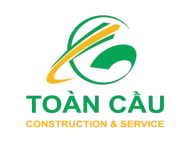 TOÀN CẦU
CONSTRUCTION & SERVICE